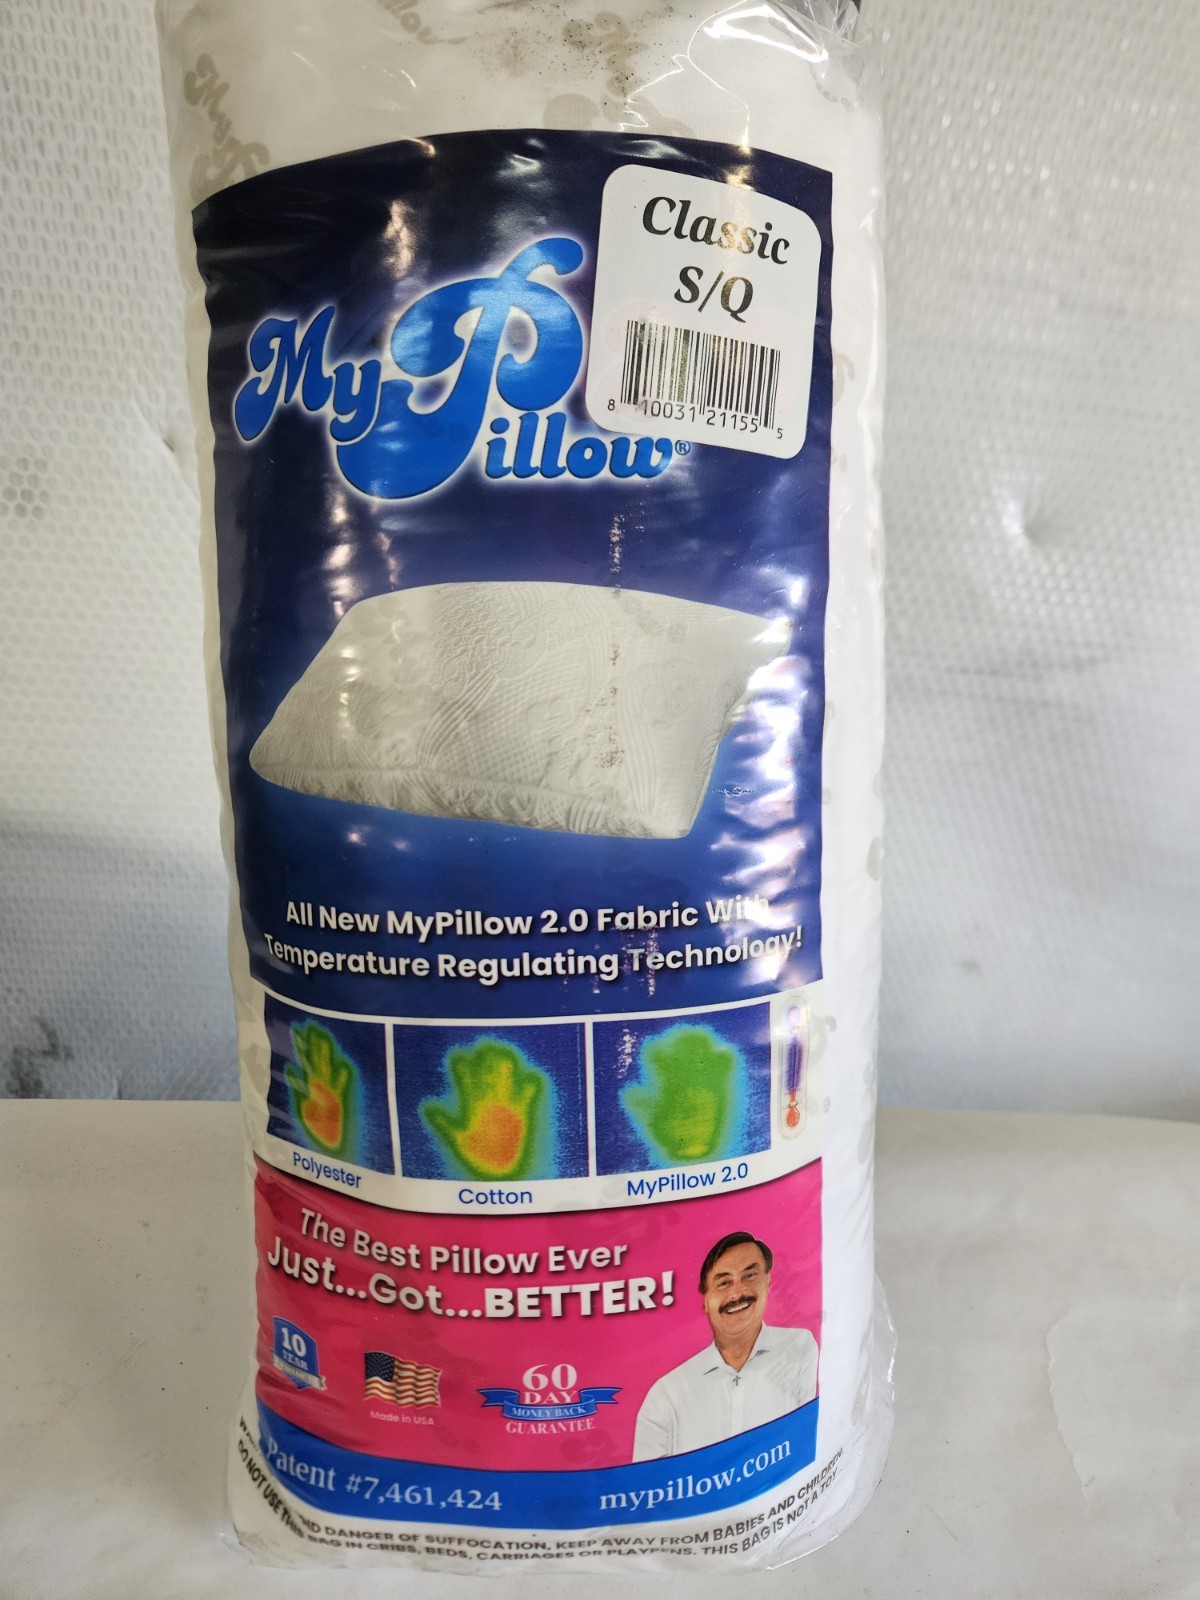 Classic
S/Q
8 10031 21155 5
MyPillow®
All New MyPillow 2.0 Fabric With
Temperature Regulating Technology!
Polyester
Cotton
MyPillow 2.0
The Best Pillow Ever
Just...Got...BETTER!
10
YEAR
Made in USA
60
DAY
MONEY BACK
GUARANTEE
Patent #7,461,424
mypillow.com
DANGER OF SUFFOCATION, KEEP AWAY FROM BABIES AND CHILDREN.
DO NOT USE THIS BAG IN CRIBS, BEDS, CARRIAGES OR PLAYPENS. THIS BAG IS NOT A TOY.